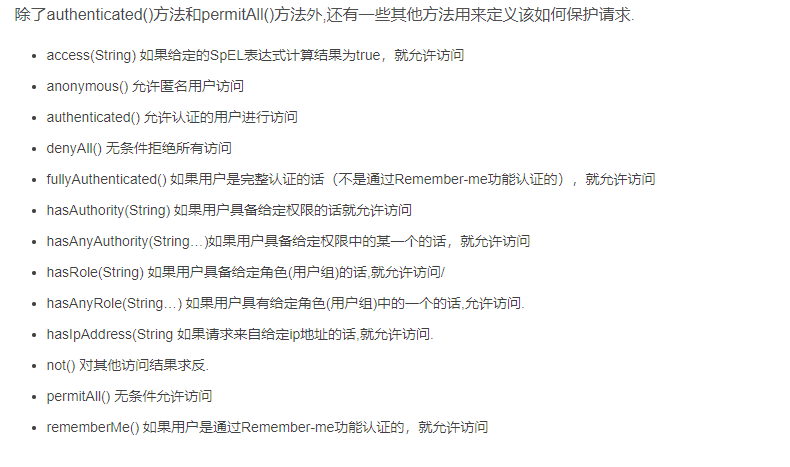 除了authenticated()方法和permitAll()方法外,还有一些其他方法用来定义该如何保护请求.
• access(String) 如果给定的SpEL表达式计算结果为true，就允许访问
• anonymous() 允许匿名用户访问
• authenticated() 允许认证的用户进行访问
• denyAll() 无条件拒绝所有访问
• fullyAuthenticated() 如果用户是完整认证的话（不是通过Remember-me功能认证的），就允许访问
• hasAuthority(String) 如果用户具备给定权限的话就允许访问
• hasAnyAuthority(String…)如果用户具备给定权限中的某一个的话，就允许访问
• hasRole(String) 如果用户具备给定角色(用户组)的话,就允许访问/
• hasAnyRole(String…) 如果用户具有给定角色(用户组)中的一个的话,允许访问.
• hasIpAddress(String 如果请求来自给定ip地址的话,就允许访问.
• not() 对其他访问结果求反.
• permitAll() 无条件允许访问
• rememberMe() 如果用户是通过Remember-me功能认证的，就允许访问